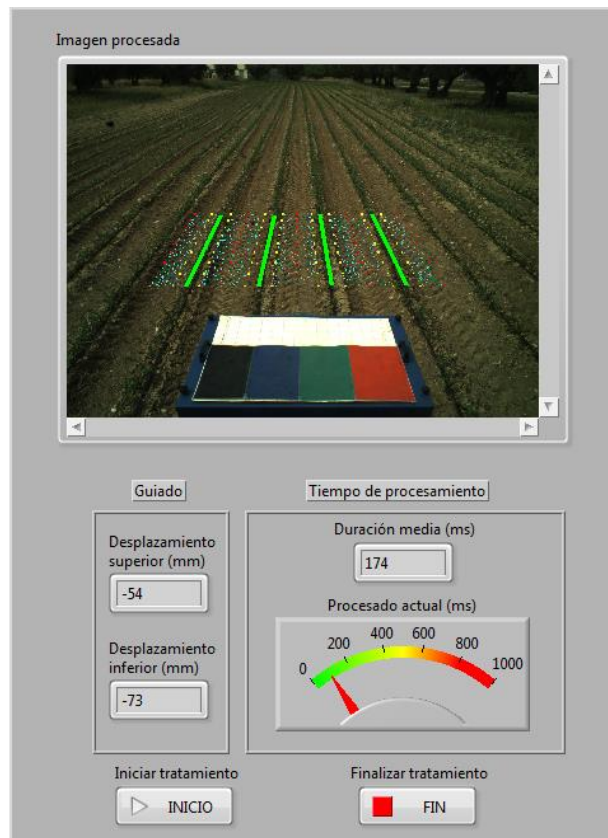 Imagen procesada
Guiado
Tiempo de procesamiento
Desplazamiento
superior (mm)
-54
Desplazamiento
inferior (mm)
-73
Duración media (ms)
174
Procesado actual (ms)
0
200
400
600
800
1000
Iniciar tratamiento
INICIO
Finalizar tratamiento
FIN